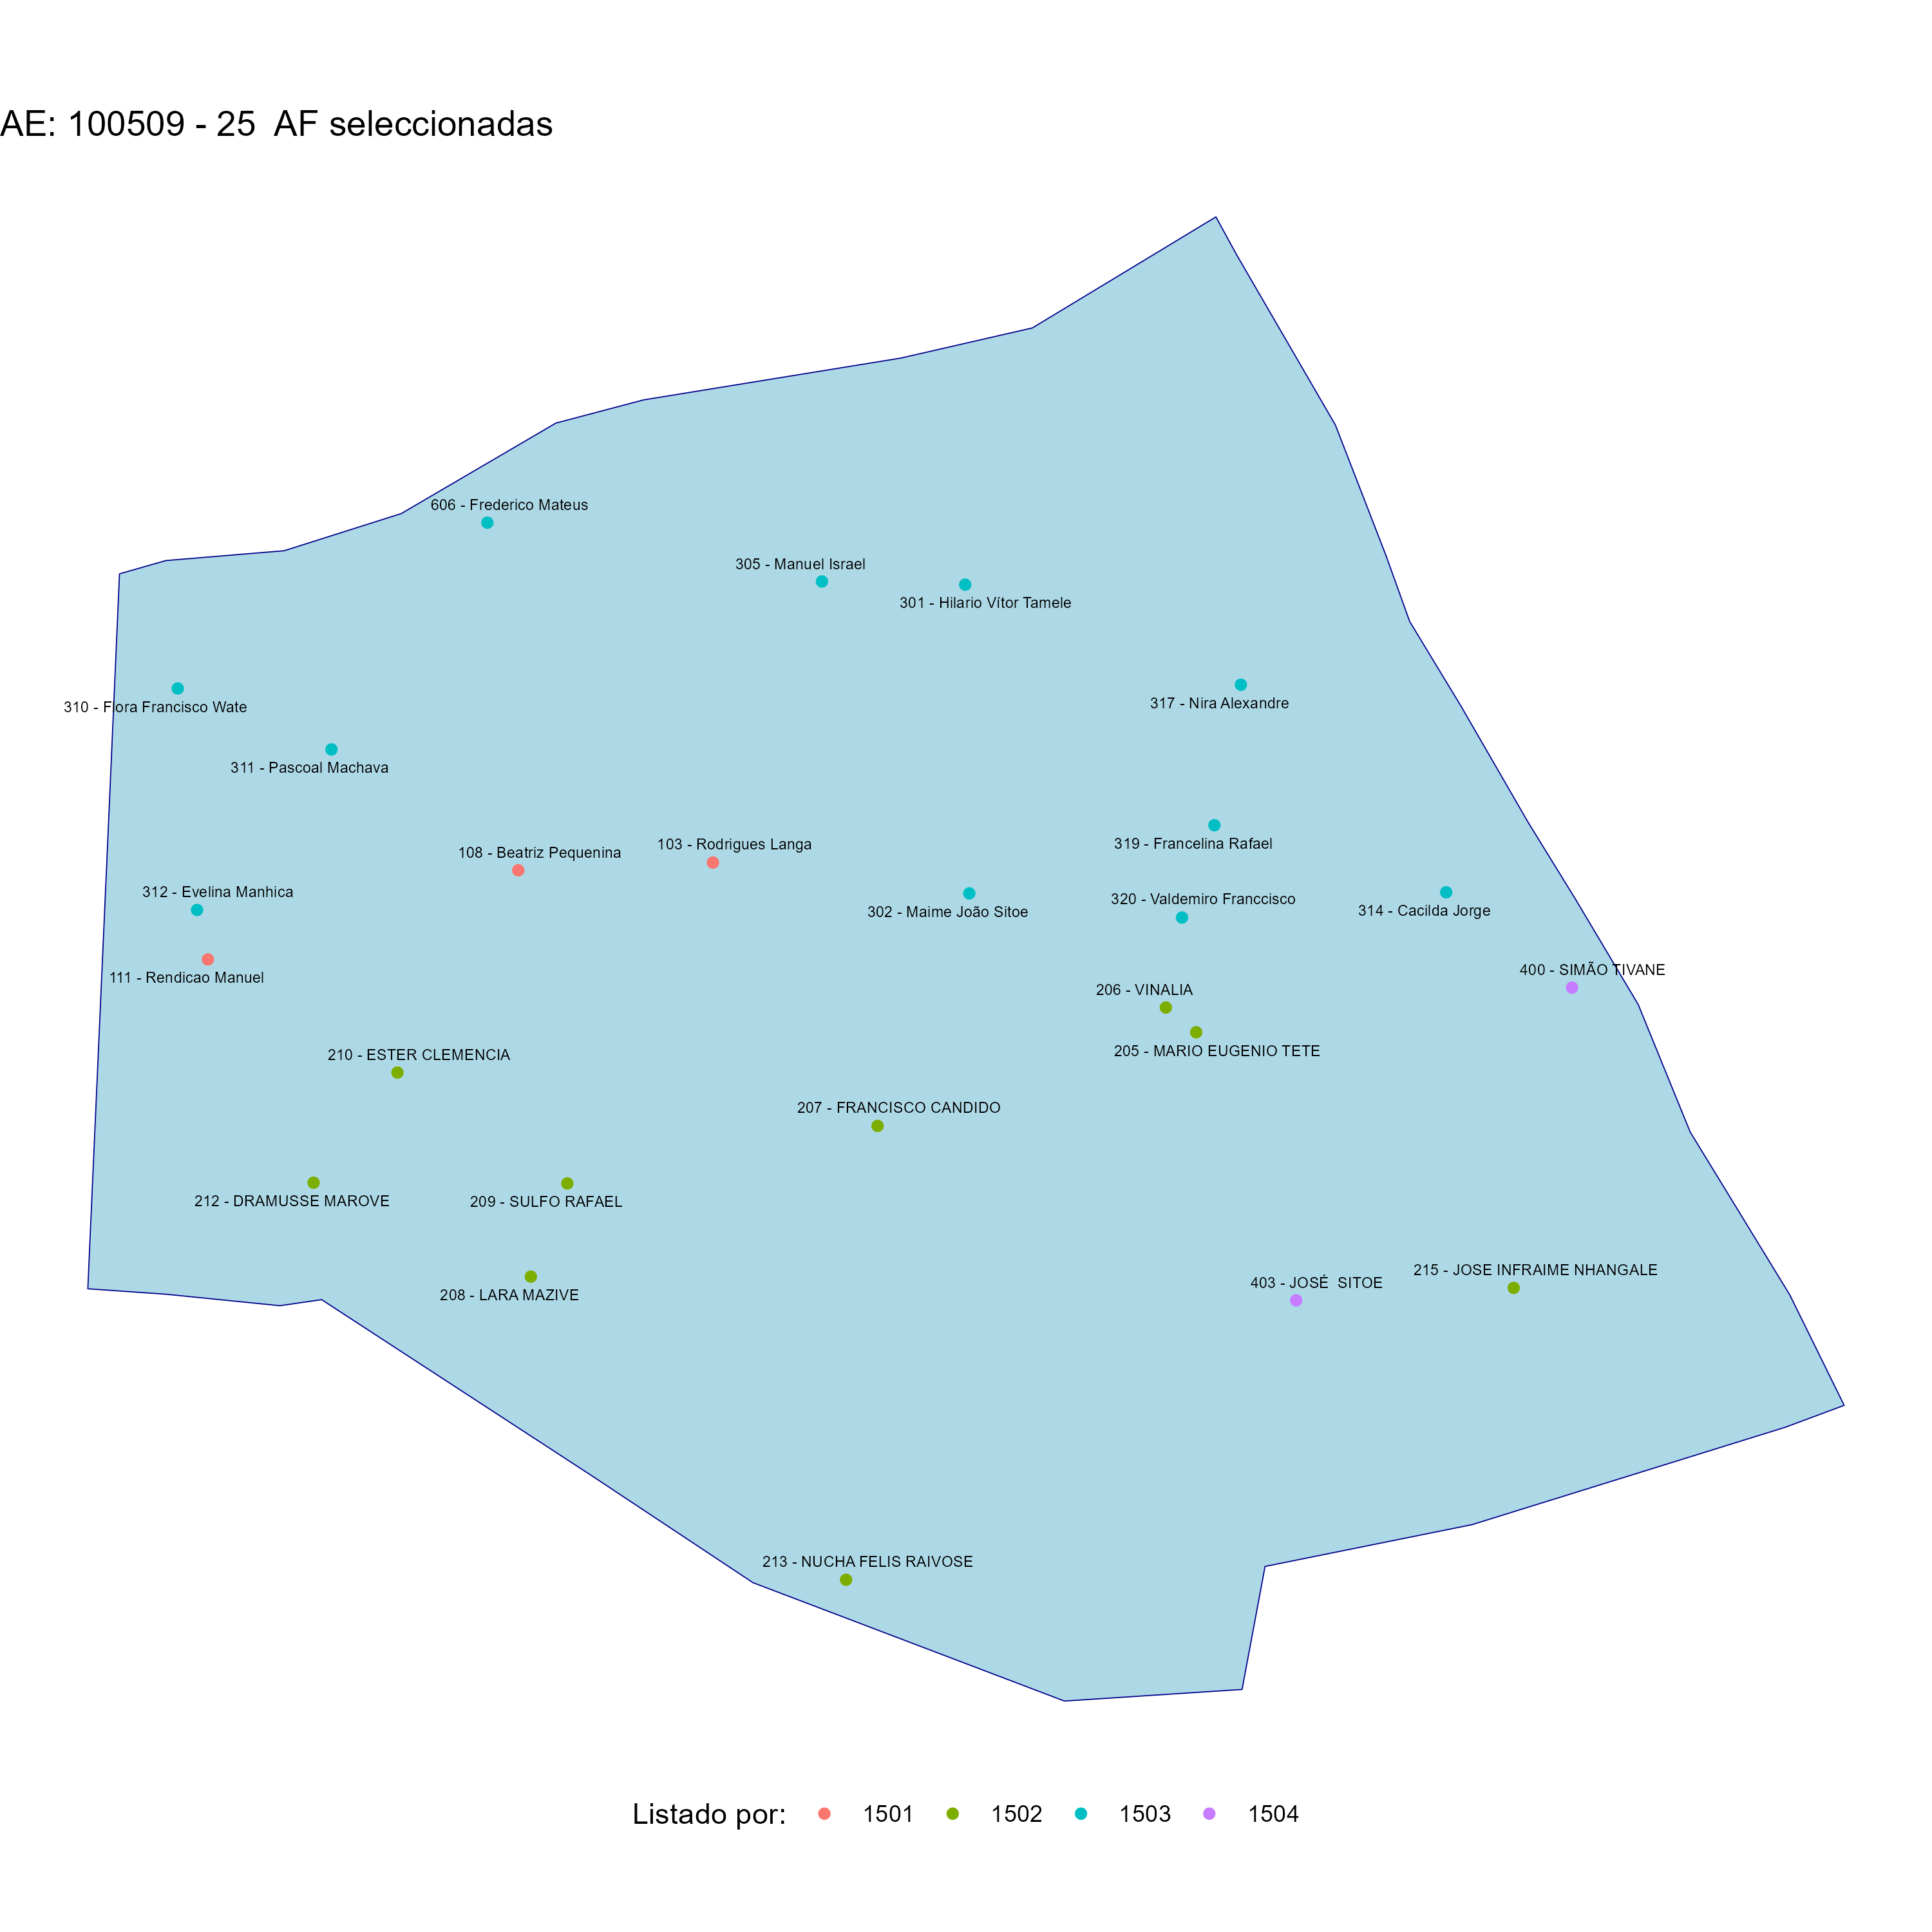 AE: 100509 - 25  AF seleccionadas
606 - Frederico Mateus
305 - Manuel Israel
301 - Hilario Vítor Tamele
317 - Nira Alexandre
310 - Flora Francisco Wate
311 - Pascoal Machava
103 - Rodrigues Langa
319 - Francelina Rafael
108 - Beatriz Pequenina
312 - Evelina Manhica
320 - Valdemiro Franccisco
302 - Maime João Sitoe
314 - Cacilda Jorge
400 - SIMÃO TIVANE
111 - Rendicao Manuel
206 - VINALIA
205 - MARIO EUGENIO TETE
210 - ESTER CLEMENCIA
207 - FRANCISCO CANDIDO
212 - DRAMUSSE MAROVE
209 - SULFO RAFAEL
215 - JOSE INFRAIME NHANGALE
403 - JOSÉ  SITOE
208 - LARA MAZIVE
213 - NUCHA FELIS RAIVOSE
Listado por: 1501 1502 1503 1504